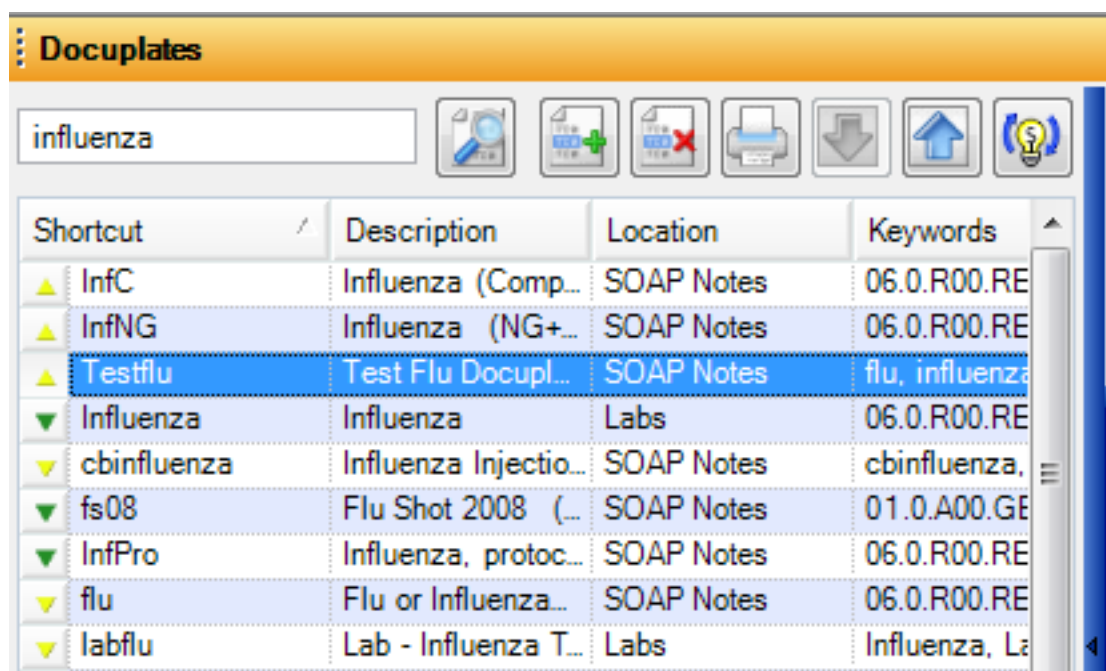 Docuplates
influenza
Shortcut Description Location Keywords
InfC Influenza (Comp... SOAP Notes 06.0.R00.RE
InfNG Influenza (NG+... SOAP Notes 06.0.R00.RE
Testflu Test Flu Docupl... SOAP Notes flu, influenza
Influenza Influenza Labs 06.0.R00.RE
cbinfluenza Influenza Injectio... SOAP Notes cbinfluenza,
fs08 Flu Shot 2008 (... SOAP Notes 01.0.A00.GE
InfPro Influenza, protoc... SOAP Notes 06.0.R00.RE
flu Flu or Influenza... SOAP Notes 06.0.R00.RE
labflu Lab - Influenza T... Labs Influenza, La